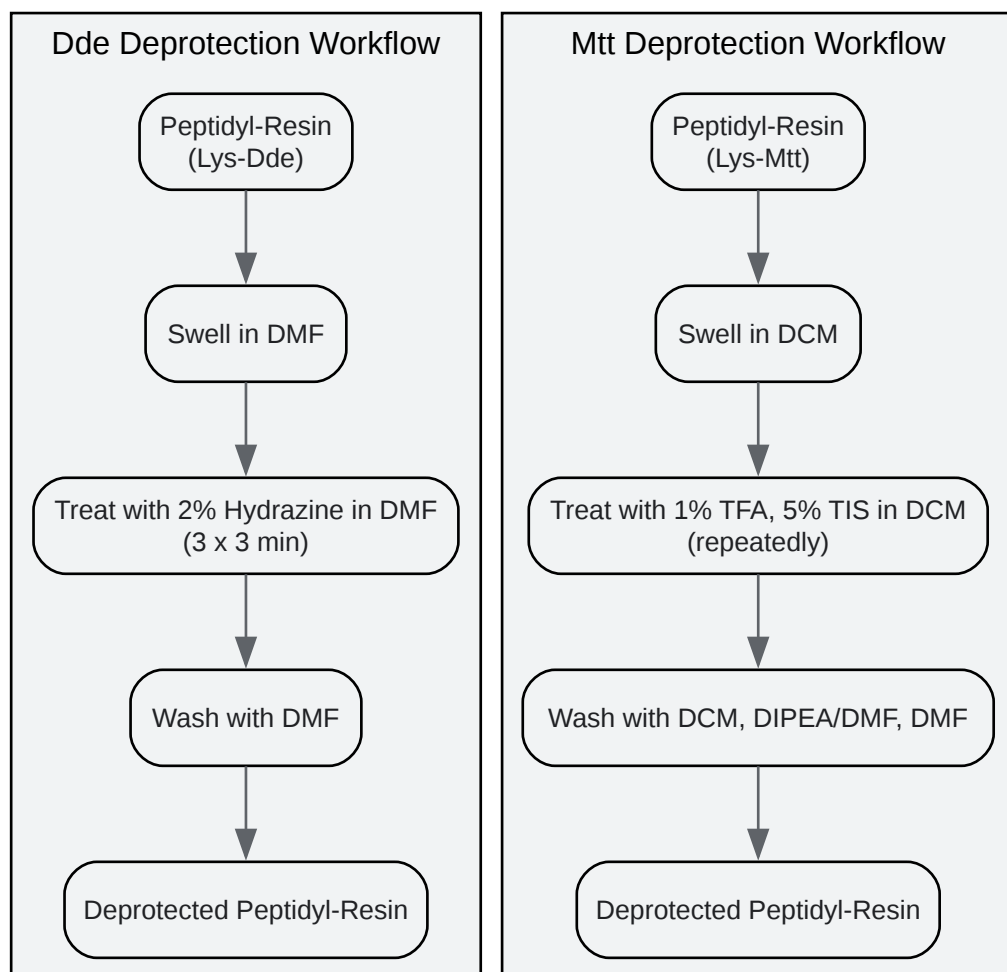 Dde Deprotection Workflow
Peptidyl-Resin
(Lys-Dde)
Swell in DMF
Treat with 2% Hydrazine in DMF
(3 x 3 min)
Wash with DMF
Deprotected Peptidyl-Resin
Mtt Deprotection Workflow
Peptidyl-Resin
(Lys-Mtt)
Swell in DCM
Treat with 1% TFA, 5% TIS in DCM
(repeatedly)
Wash with DCM, DIPEA/DMF, DMF
Deprotected Peptidyl-Resin